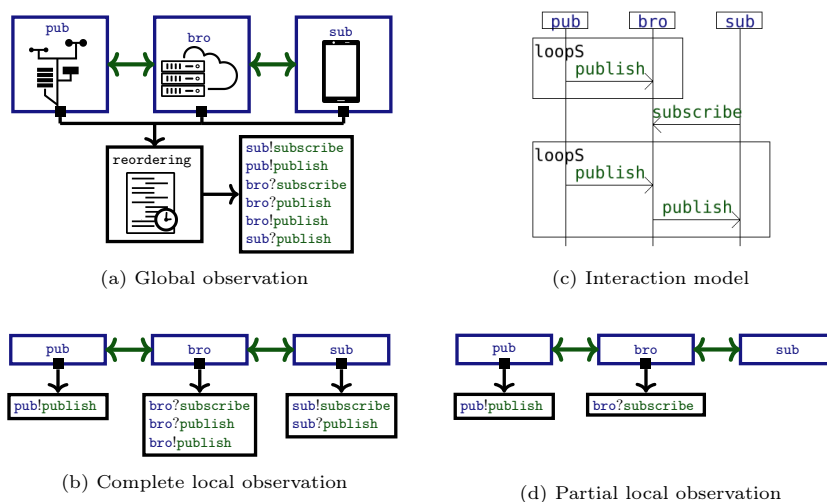 pub
bro
sub
reordering
sub!subscribe
pub!publish
bro?subscribe
bro?publish
bro!publish
sub?publish
(a) Global observation
pub bro sub
loopS
publish
subscribe
loopS
publish
publish
(c) Interaction model
pub bro sub
pub!publish
bro?subscribe
bro?publish
bro!publish
sub!subscribe
sub?publish
(b) Complete local observation
pub bro sub
pub!publish
bro?subscribe
(d) Partial local observation